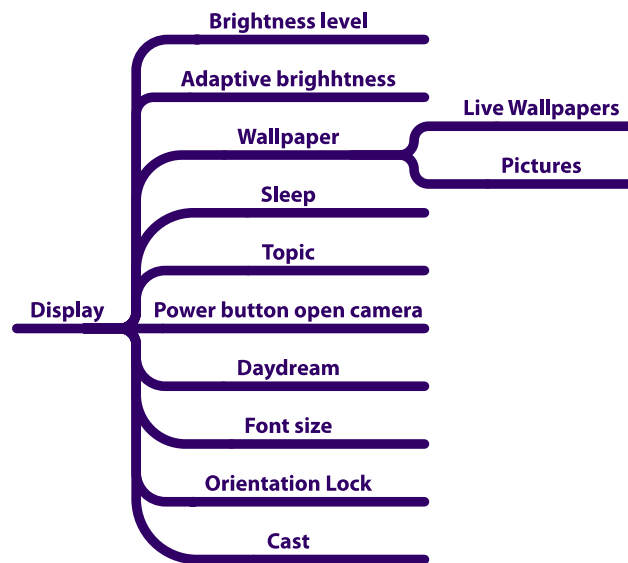 Brightness level
Adaptive brighhtness
Live Wallpapers
Wallpaper
Pictures
Sleep
Topic
Display
Power button open camera
Daydream
Font size
Orientation Lock
Cast